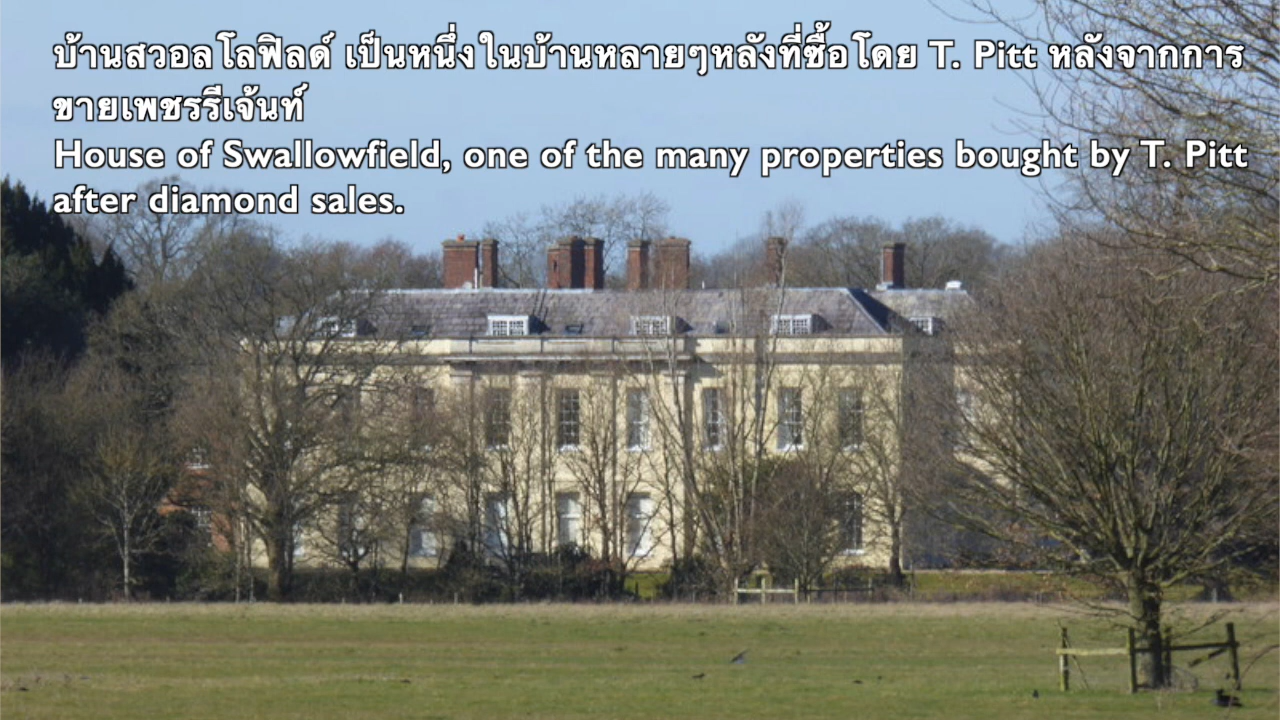 บ้านสวอลโลฟิลด์ เป็นหนึ่งในบ้านหลายๆหลังที่ซื้อโดย T. Pitt หลังจากการ
ขายเพชรรีเจ้นท์
House of Swallowfield, one of the many properties bought by T. Pitt
after diamond sales.